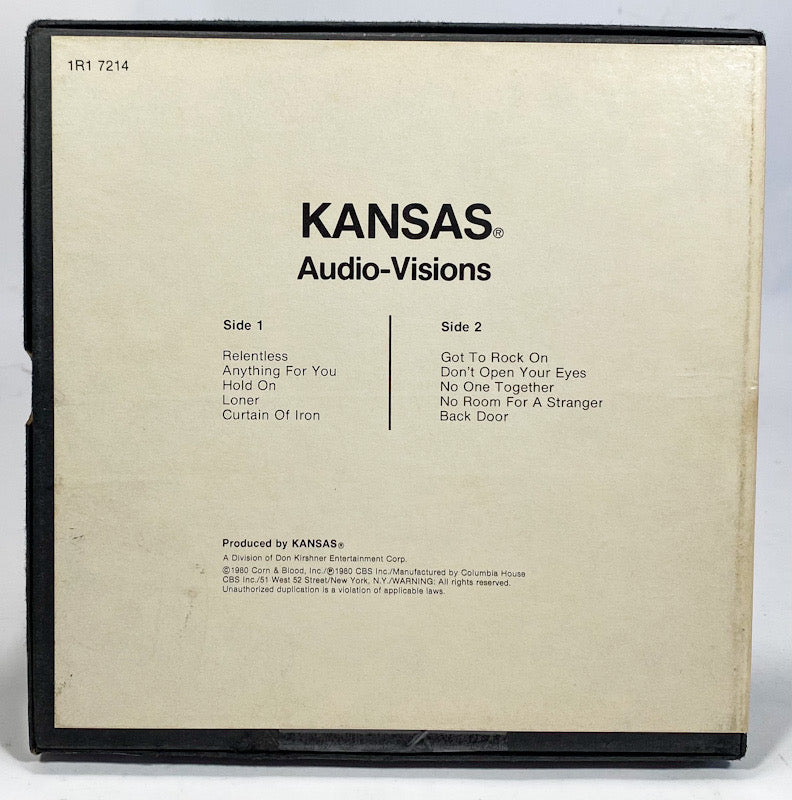 1R1 7214
KANSAS®
Audio-Visions
Side 1
Relentless
Anything For You
Hold On
Loner
Curtain Of Iron
Side 2
Got To Rock On
Don't Open Your Eyes
No One Together
No Room For A Stranger
Back Door
Produced by KANSAS®
A Division of Don Kirshner Entertainment Corp.
©1980 Corn & Blood, Inc./℗1980 CBS Inc./Manufactured by Columbia House
CBS Inc./51 West 52 Street/New York, N.Y./WARNING: All rights reserved.
Unauthorized duplication is a violation of applicable laws.